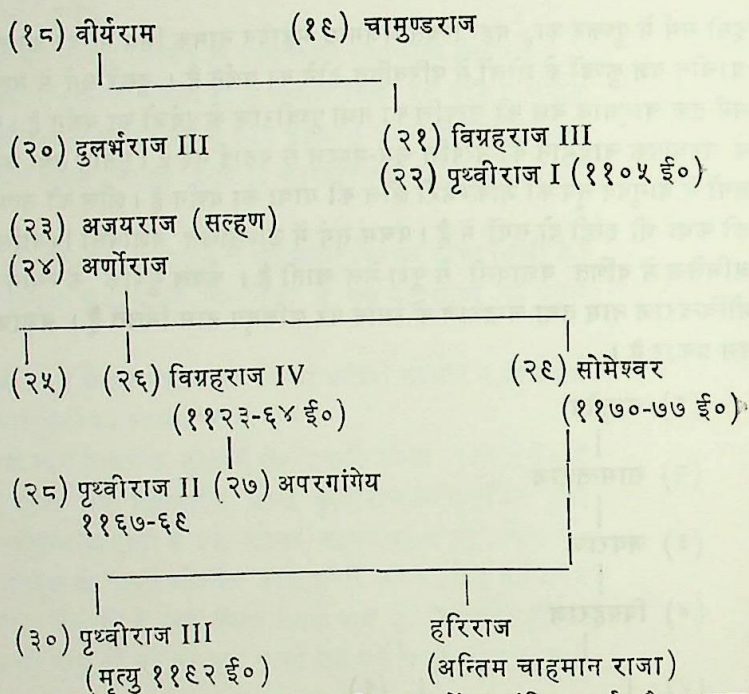 (१८) वीर्यराम (१९) चामुण्डराज
(२०) दुलर्भराज III (२१) विग्रहराज III
(२२) पृथ्वीराज I (११०५ ई०)
(२३) अजयराज (सल्हण)
(२४) अर्णोराज
(२५) (२६) विग्रहराज IV (२९) सोमेश्वर
(११२३-६४ ई०) (११७०-७७ ई०)
(२८) पृथ्वीराज II (२७) अपरगांगेय
११६७-६९
(३०) पृथ्वीराज III हरिराज
(मृत्यु ११९२ ई०) (अन्तिम चाहमान राजा)